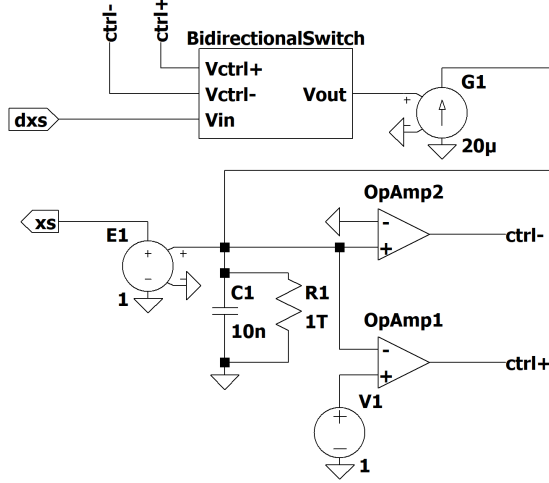 ctrl-
ctrl+
BidirectionalSwitch
Vctrl+
Vctrl-
Vin
Vout
dxs
G1
+
-
20µ
xs
E1
+
-
+
-
1
OpAmp2
-
+
ctrl-
C1
10n
R1
1T
OpAmp1
-
+
ctrl+
V1
+
-
1